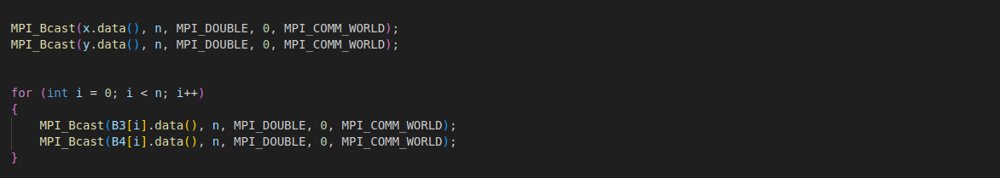 MPI_Bcast(x.data(), n, MPI_DOUBLE, 0, MPI_COMM_WORLD);
MPI_Bcast(y.data(), n, MPI_DOUBLE, 0, MPI_COMM_WORLD);
for (int i = 0; i < n; i++)
{
    MPI_Bcast(B3[i].data(), n, MPI_DOUBLE, 0, MPI_COMM_WORLD);
    MPI_Bcast(B4[i].data(), n, MPI_DOUBLE, 0, MPI_COMM_WORLD);
}